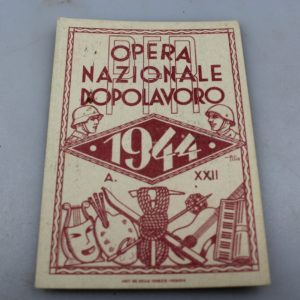 OPERA
NAZIONALE
DOPOLAVORO
1944
A. XXII